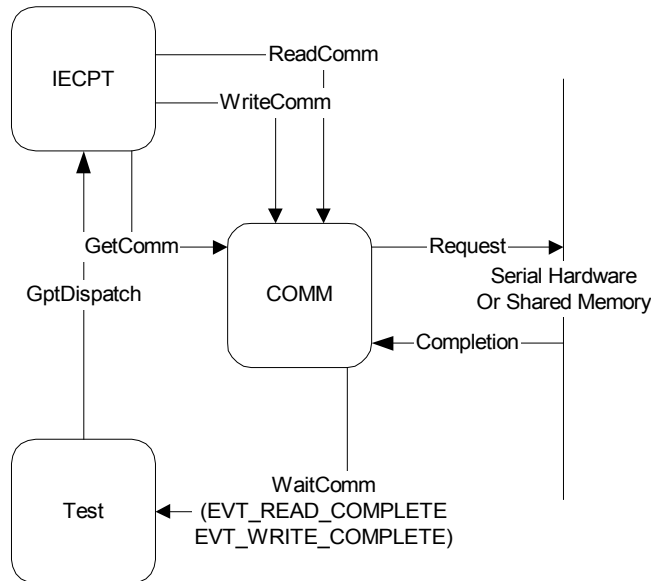 ReadComm
IECPT
WriteComm
GetComm
Request
GptDispatch
COMM
Serial Hardware
Or Shared Memory
Completion
Test
WaitComm
(EVT_READ_COMPLETE
EVT_WRITE_COMPLETE)